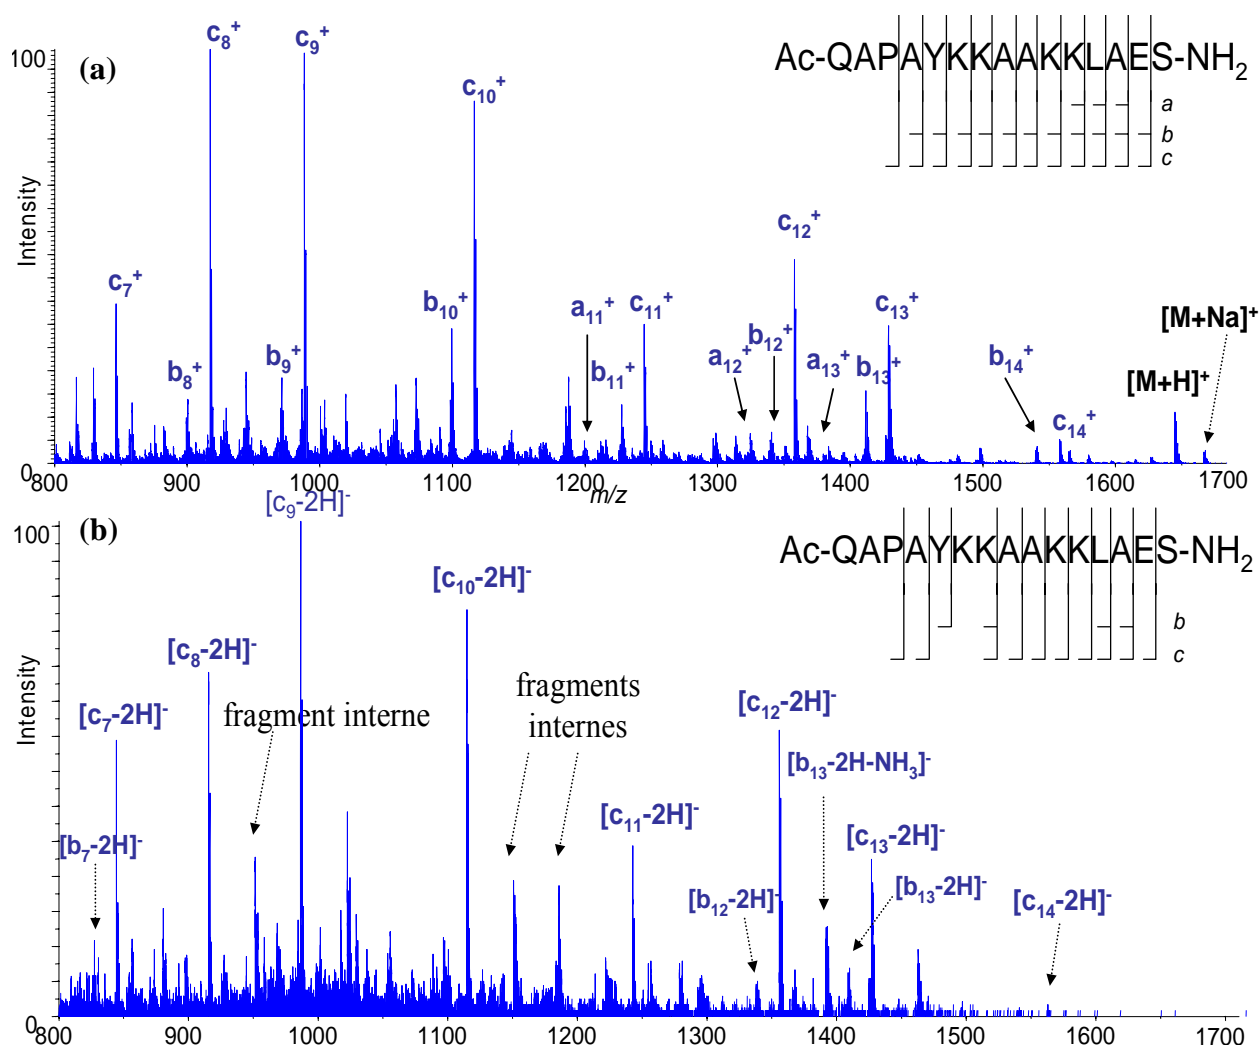 (a)
Ac-QAPAYKKAAKKLAES-NH2
a
b
c
100
Intensity
0
c7+
b8+
c8+
b9+
c9+
b10+
c10+
a11+
b11+
c11+
a12+
b12+
c12+
a13+
b13+
c13+
b14+
c14+
[M+H]+
[M+Na]+
800 900 1000 1100 1200 1300 1400 1500 1600 1700
m/z
(b)
Ac-QAPAYKKAAKKLAES-NH2
b
c
100
Intensity
0
[b7-2H]-
[c7-2H]-
[c8-2H]-
fragment interne
[c9-2H]-
[c10-2H]-
fragments
internes
[c11-2H]-
[b12-2H]-
[c12-2H]-
[b13-2H-NH3]-
[b13-2H]-
[c13-2H]-
[c14-2H]-
800 900 1000 1100 1200 1300 1400 1500 1600 1700